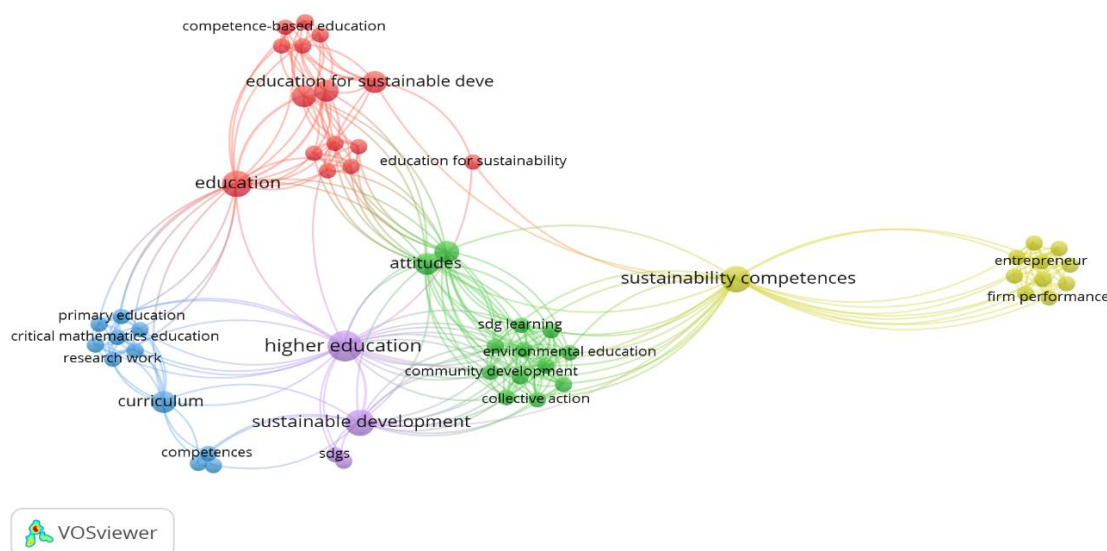 competence-based education
education for sustainable deve
education for sustainability
education
attitudes
sustainability competences
entrepreneur
firm performance
primary education
critical mathematics education
research work
higher education
sdg learning
environmental education
community development
collective action
curriculum
sustainable development
competences
sdgs
VOSviewer